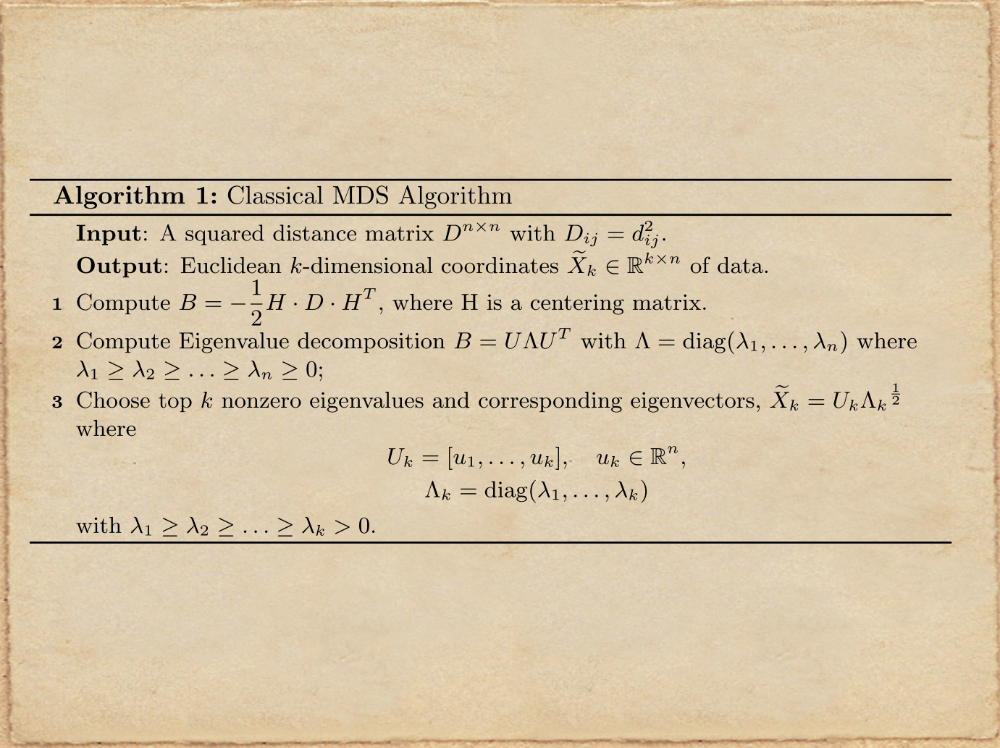 Algorithm 1: Classical MDS Algorithm
Input: A squared distance matrix $D^{n \times n}$ with $D_{ij} = d_{ij}^2$.
Output: Euclidean $k$-dimensional coordinates $\widetilde{X}_k \in \mathbb{R}^{k \times n}$ of data.
1 Compute $B = -\frac{1}{2} H \cdot D \cdot H^T$, where H is a centering matrix.
2 Compute Eigenvalue decomposition $B = U \Lambda U^T$ with $\Lambda = \mathrm{diag}(\lambda_1, \ldots, \lambda_n)$ where
$\lambda_1 \geq \lambda_2 \geq \ldots \geq \lambda_n \geq 0$;
3 Choose top $k$ nonzero eigenvalues and corresponding eigenvectors, $\widetilde{X}_k = U_k {\Lambda_k}^{\frac{1}{2}}$
where
$U_k = [u_1, \ldots, u_k], \quad u_k \in \mathbb{R}^n,$
$\Lambda_k = \mathrm{diag}(\lambda_1, \ldots, \lambda_k)$
with $\lambda_1 \geq \lambda_2 \geq \ldots \geq \lambda_k > 0$.